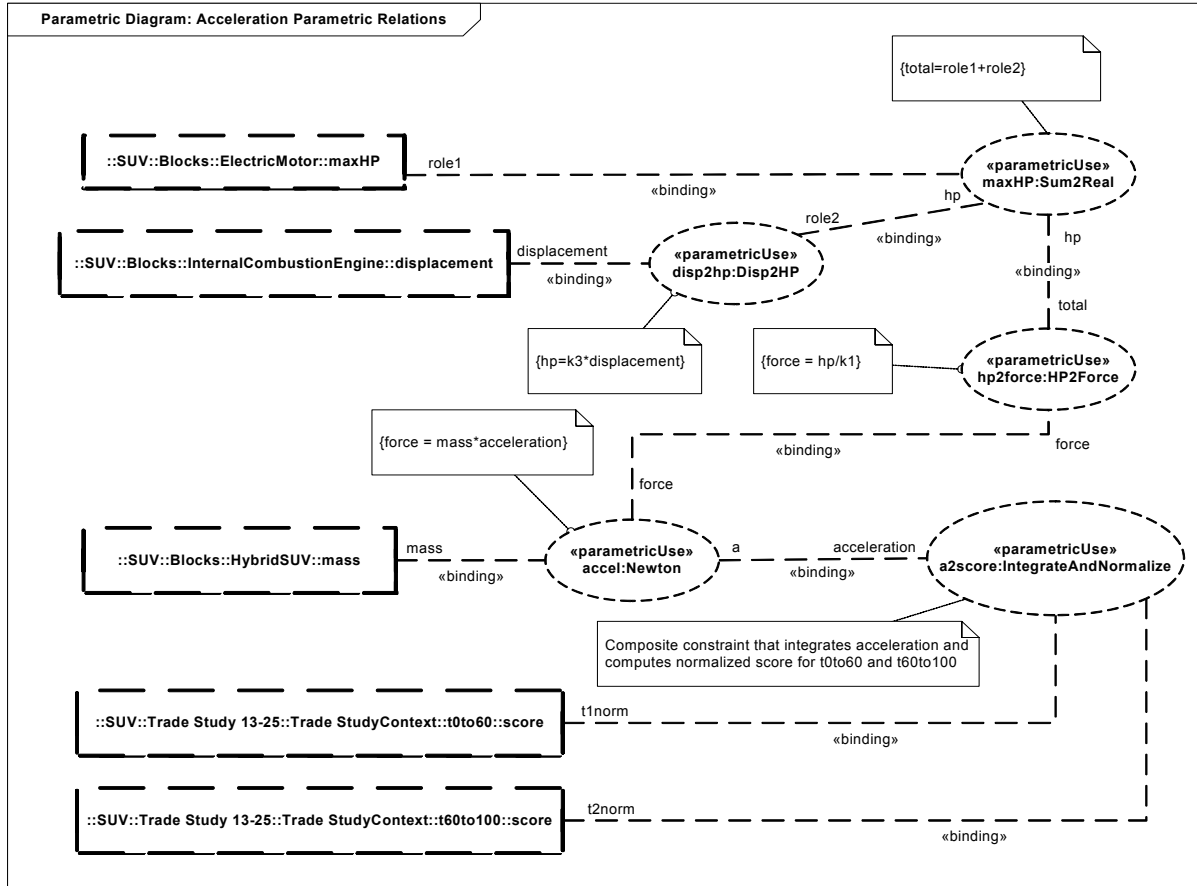 Parametric Diagram: Acceleration Parametric Relations
{total=role1+role2}
::SUV::Blocks::ElectricMotor::maxHP
role1
«binding»
«parametricUse»
maxHP:Sum2Real
hp
role2
«binding»
::SUV::Blocks::InternalCombustionEngine::displacement
displacement
«binding»
«parametricUse»
disp2hp:Disp2HP
hp
«binding»
total
{hp=k3*displacement}
{force = hp/k1}
«parametricUse»
hp2force:HP2Force
{force = mass*acceleration}
force
«binding»
force
::SUV::Blocks::HybridSUV::mass
mass
«binding»
«parametricUse»
accel:Newton
a
acceleration
«binding»
«parametricUse»
a2score:IntegrateAndNormalize
Composite constraint that integrates acceleration and
computes normalized score for t0to60 and t60to100
::SUV::Trade Study 13-25::Trade StudyContext::t0to60::score
t1norm
«binding»
::SUV::Trade Study 13-25::Trade StudyContext::t60to100::score
t2norm
«binding»